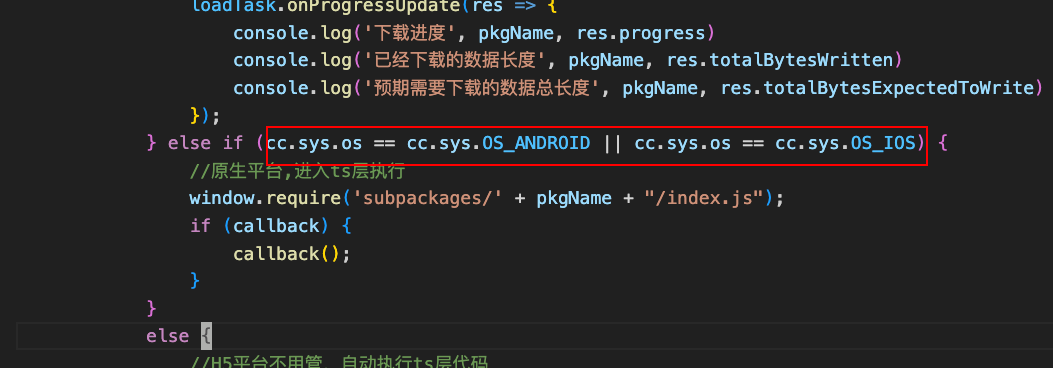 loadTask.onProgressUpdate(res => {
console.log('下载进度', pkgName, res.progress)
console.log('已经下载的数据长度', pkgName, res.totalBytesWritten)
console.log('预期需要下载的数据总长度', pkgName, res.totalBytesExpectedToWrite)
});
} else if (cc.sys.os == cc.sys.OS_ANDROID || cc.sys.os == cc.sys.OS_IOS) {
//原生平台,进入ts层执行
window.require('subpackages/' + pkgName + "/index.js");
if (callback) {
callback();
}
}
else {
//H5平台不用管，自动执行ts层代码